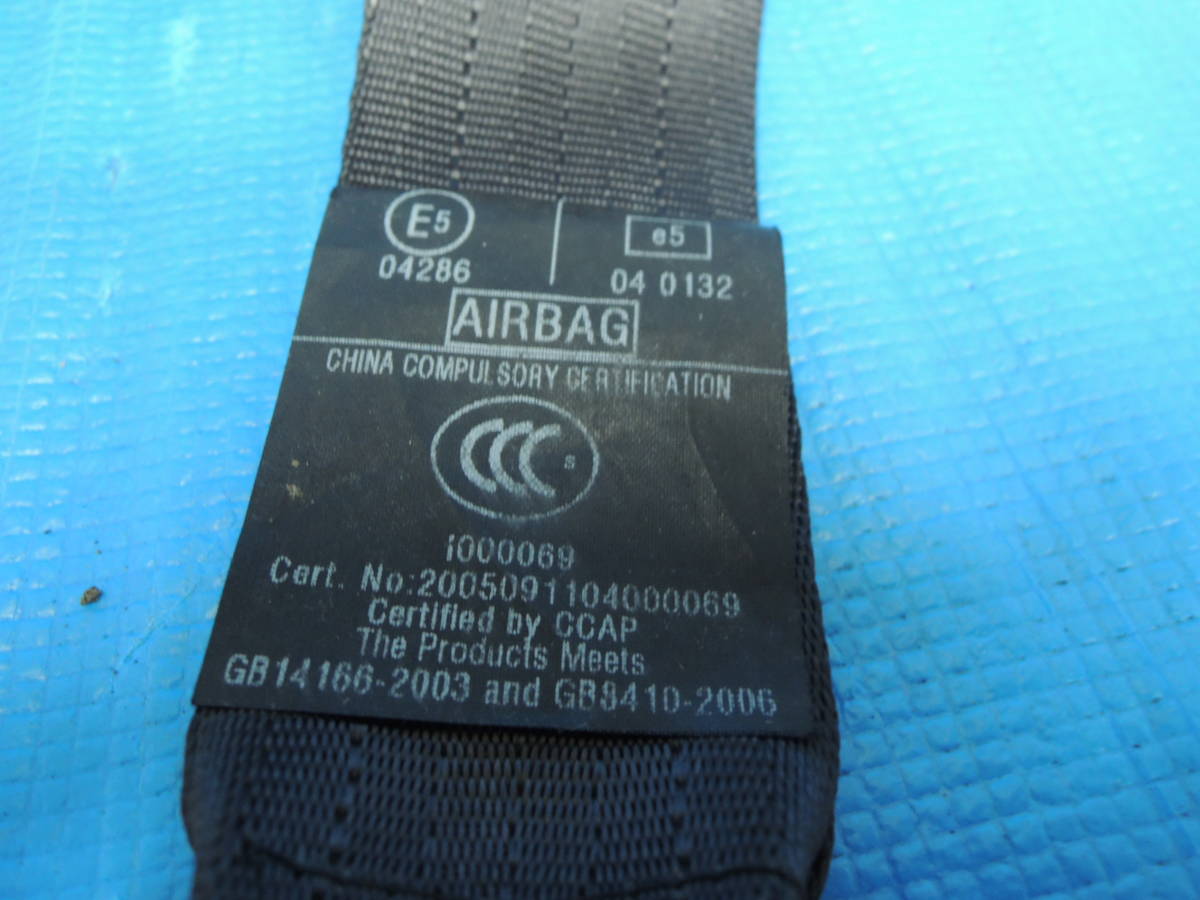 E5 e5
04286 04 0132
AIRBAG
CHINA COMPULSORY CERTIFICATION
CCC S
i000069
Cert. No:2005091104000069
Certified by CCAP
The Products Meets
GB14166-2003 and GB8410-2006